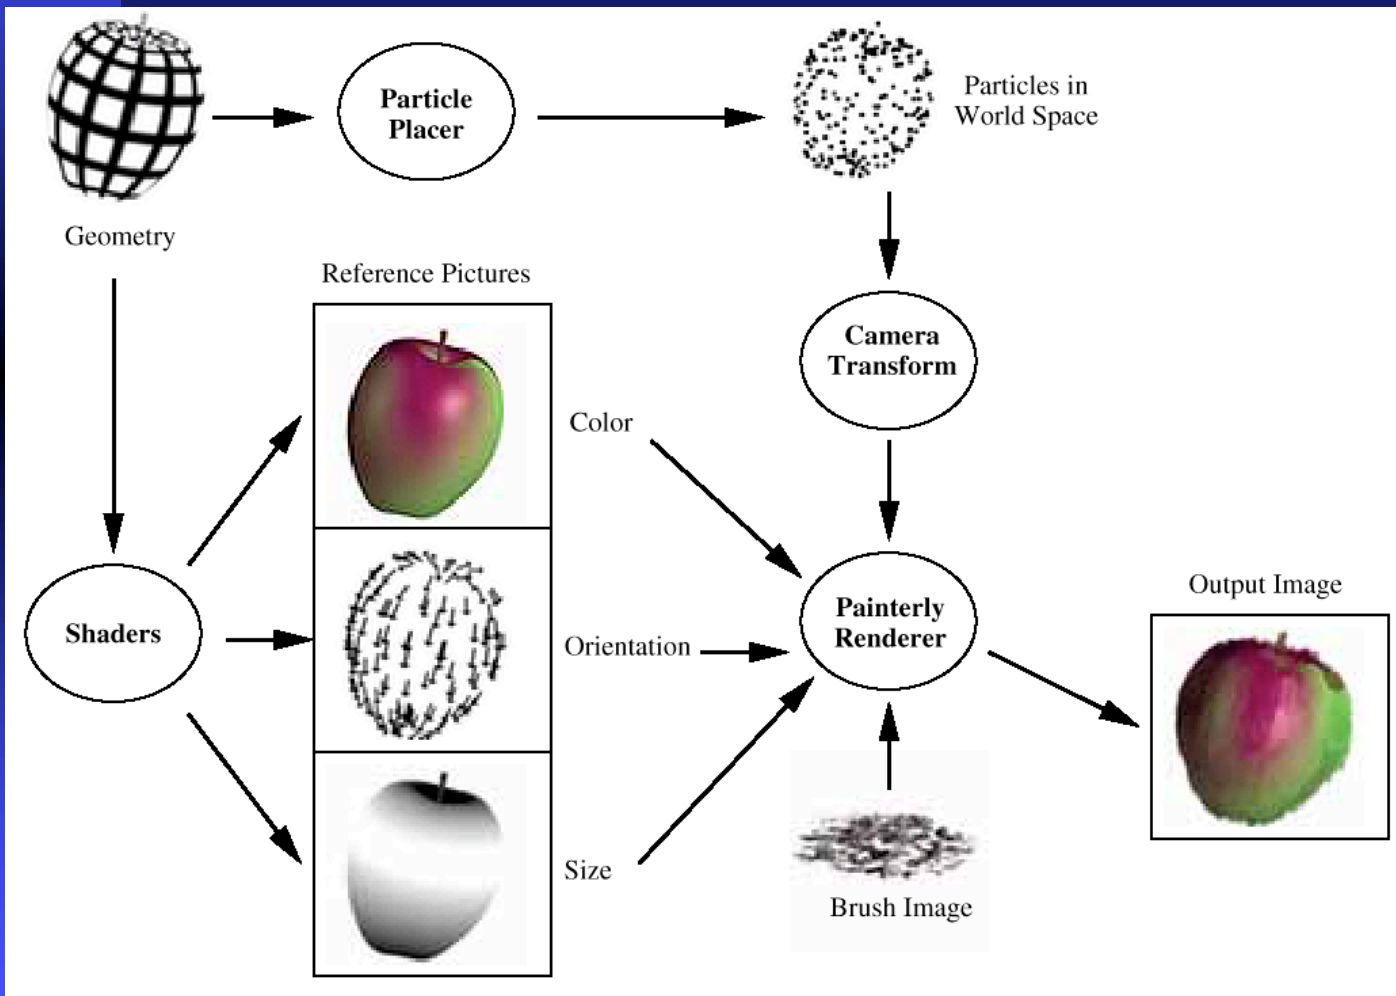 Particle
Placer
Particles in
World Space
Geometry
Reference Pictures
Camera
Transform
Color
Shaders
Orientation
Painterly
Renderer
Output Image
Size
Brush Image